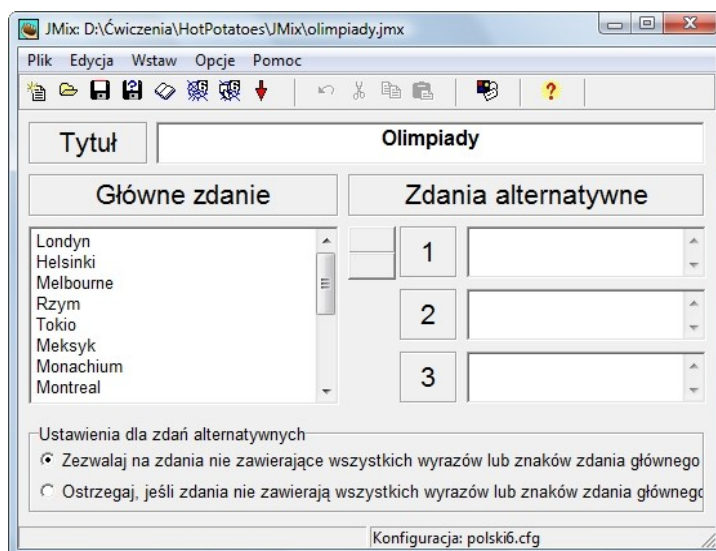 JMix: D:\Ćwiczenia\HotPotatoes\JMix\olimpiady.jmx
Plik Edycja Wstaw Opcje Pomoc
Tytuł
Olimpiady
Główne zdanie
Zdania alternatywne
Londyn
Helsinki
Melbourne
Rzym
Tokio
Meksyk
Monachium
Montreal
1
2
3
Ustawienia dla zdań alternatywnych
Zezwalaj na zdania nie zawierające wszystkich wyrazów lub znaków zdania głównego
Ostrzegaj, jeśli zdania nie zawierają wszystkich wyrazów lub znaków zdania głównego
Konfiguracja: polski6.cfg